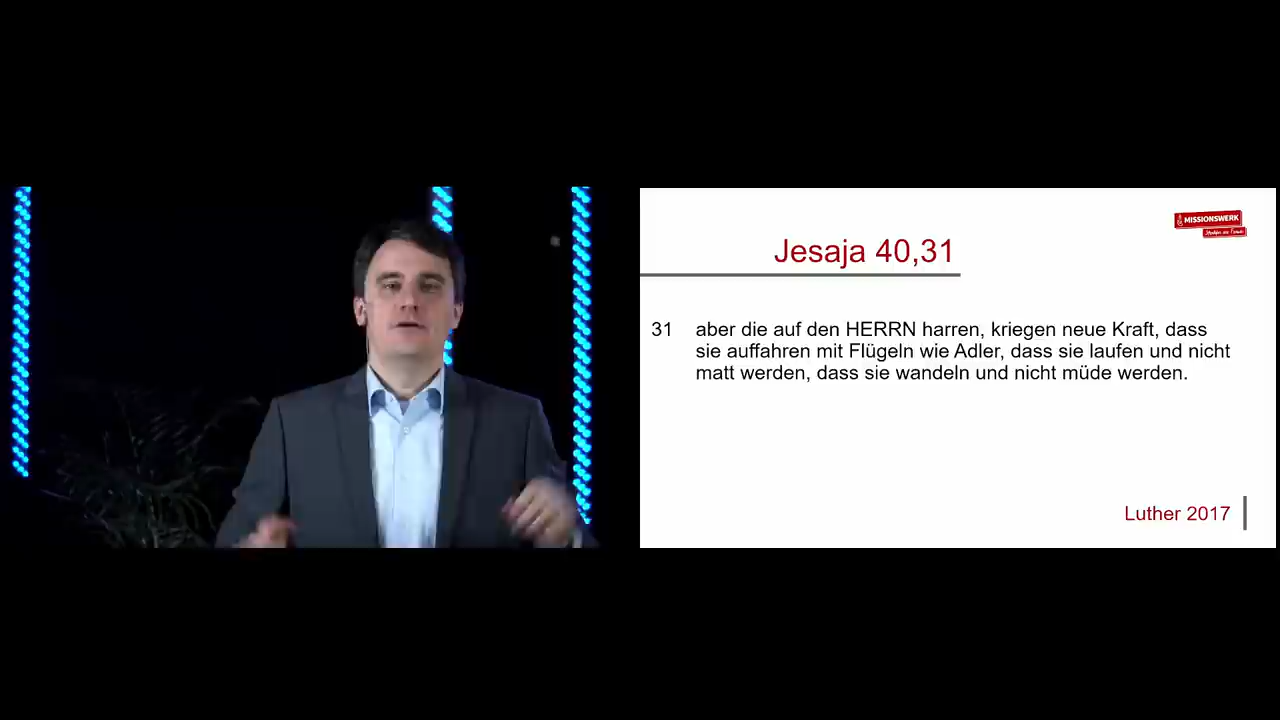 MISSIONSWERK
Jesaja 40,31
31 aber die auf den HERRN harren, kriegen neue Kraft, dass
sie auffahren mit Flügeln wie Adler, dass sie laufen und nicht
matt werden, dass sie wandeln und nicht müde werden.
Luther 2017